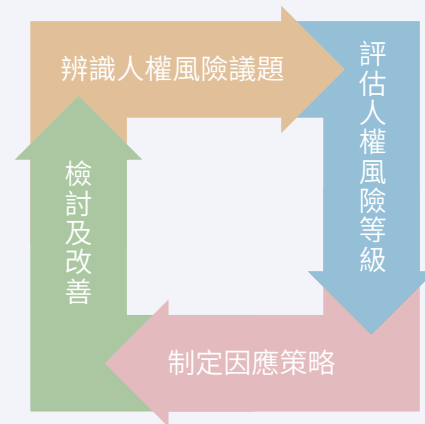 辨識人權風險議題
評估人權風險等級
制定因應策略
檢討及改善